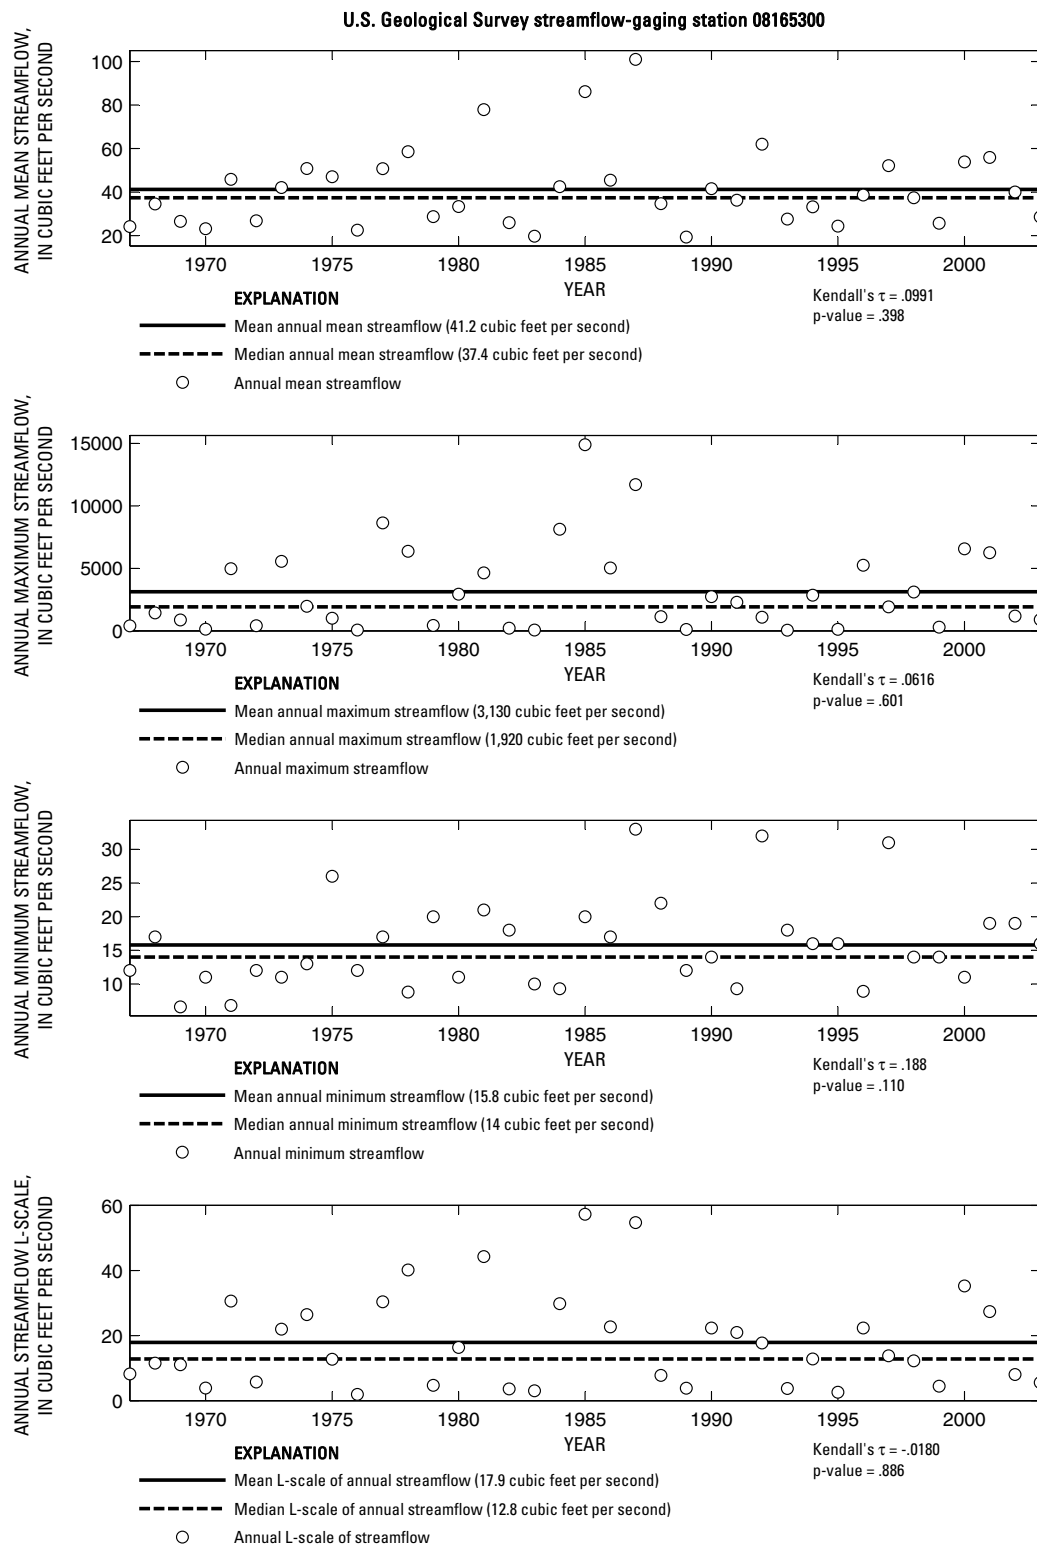 U.S. Geological Survey streamflow-gaging station 08165300
ANNUAL MEAN STREAMFLOW,
IN CUBIC FEET PER SECOND
100
80
60
40
20
1970 1975 1980 1985 1990 1995 2000
YEAR
Kendall's τ = .0991
p-value = .398
EXPLANATION
Mean annual mean streamflow (41.2 cubic feet per second)
Median annual mean streamflow (37.4 cubic feet per second)
Annual mean streamflow
ANNUAL MAXIMUM STREAMFLOW,
IN CUBIC FEET PER SECOND
15000
10000
5000
0
1970 1975 1980 1985 1990 1995 2000
YEAR
Kendall's τ = .0616
p-value = .601
EXPLANATION
Mean annual maximum streamflow (3,130 cubic feet per second)
Median annual maximum streamflow (1,920 cubic feet per second)
Annual maximum streamflow
ANNUAL MINIMUM STREAMFLOW,
IN CUBIC FEET PER SECOND
30
25
20
15
10
1970 1975 1980 1985 1990 1995 2000
YEAR
Kendall's τ = .188
p-value = .110
EXPLANATION
Mean annual minimum streamflow (15.8 cubic feet per second)
Median annual minimum streamflow (14 cubic feet per second)
Annual minimum streamflow
ANNUAL STREAMFLOW L-SCALE,
IN CUBIC FEET PER SECOND
60
40
20
0
1970 1975 1980 1985 1990 1995 2000
YEAR
Kendall's τ = -.0180
p-value = .886
EXPLANATION
Mean L-scale of annual streamflow (17.9 cubic feet per second)
Median L-scale of annual streamflow (12.8 cubic feet per second)
Annual L-scale of streamflow